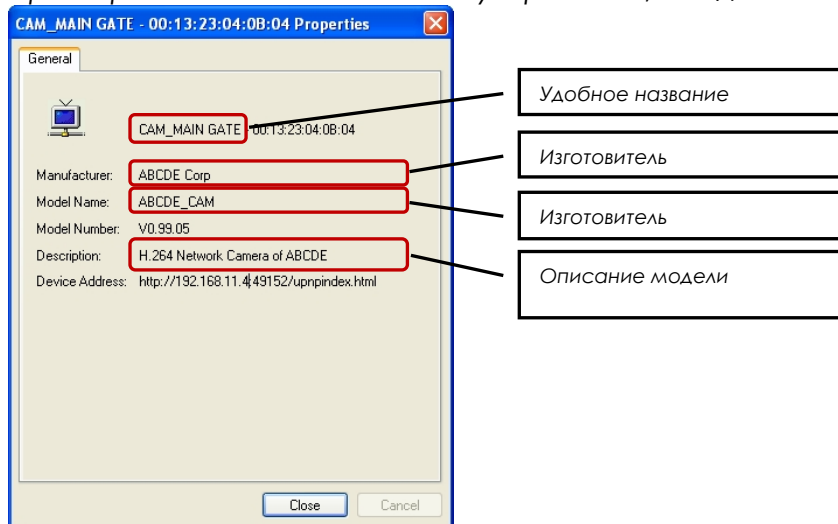 CAM_MAIN GATE - 00:13:23:04:0B:04 Properties
General
CAM_MAIN GATE - 00:13:23:04:0B:04
Удобное название
Manufacturer: ABCDE Corp
Изготовитель
Model Name: ABCDE_CAM
Изготовитель
Model Number: V0.99.05
Description: H.264 Network Camera of ABCDE
Описание модели
Device Address: http://192.168.11.4:49152/upnpindex.html
Close Cancel